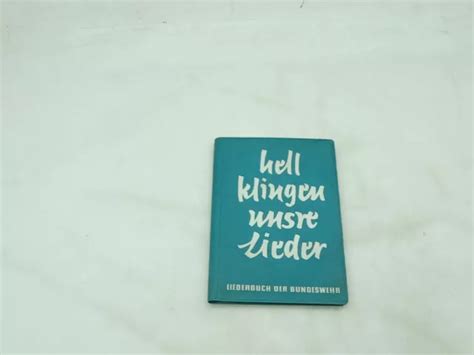 hell
klingen
unsre
Lieder
LIEDERBUCH DER BUNDESWEHR